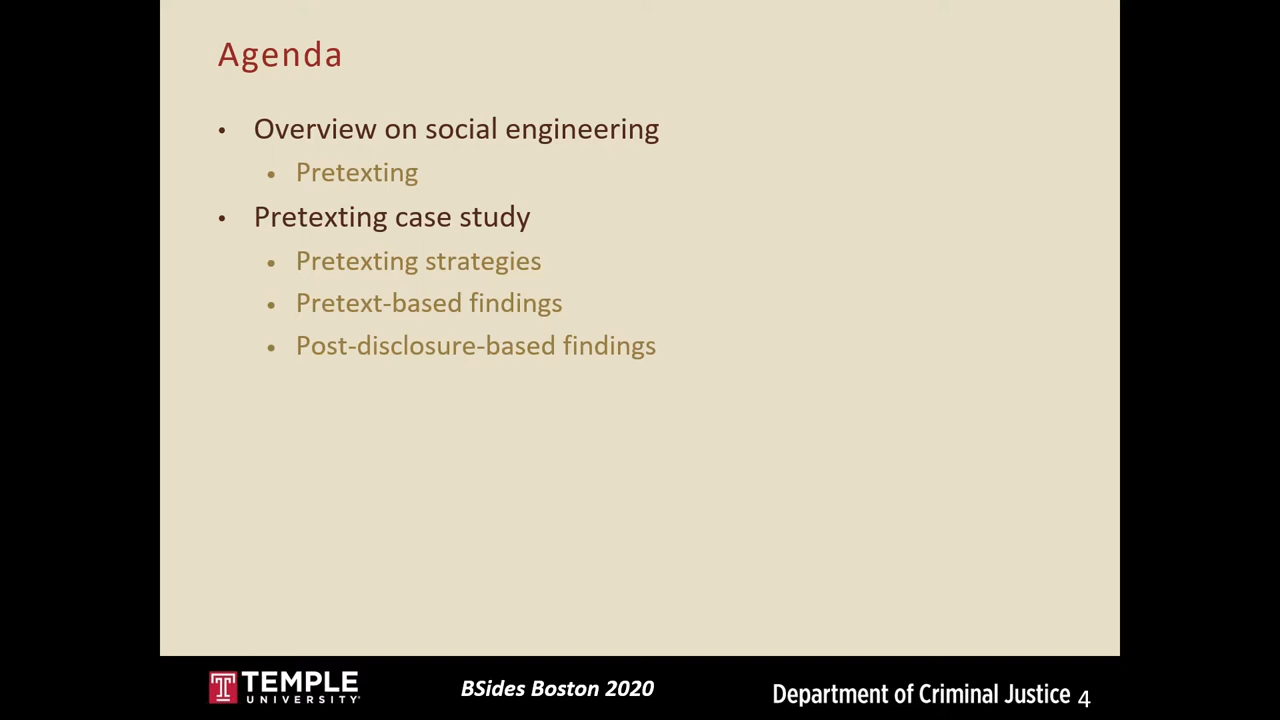 Agenda
• Overview on social engineering
• Pretexting
• Pretexting case study
• Pretexting strategies
• Pretext-based findings
• Post-disclosure-based findings
T TEMPLE
UNIVERSITY
BSides Boston 2020
Department of Criminal Justice 4